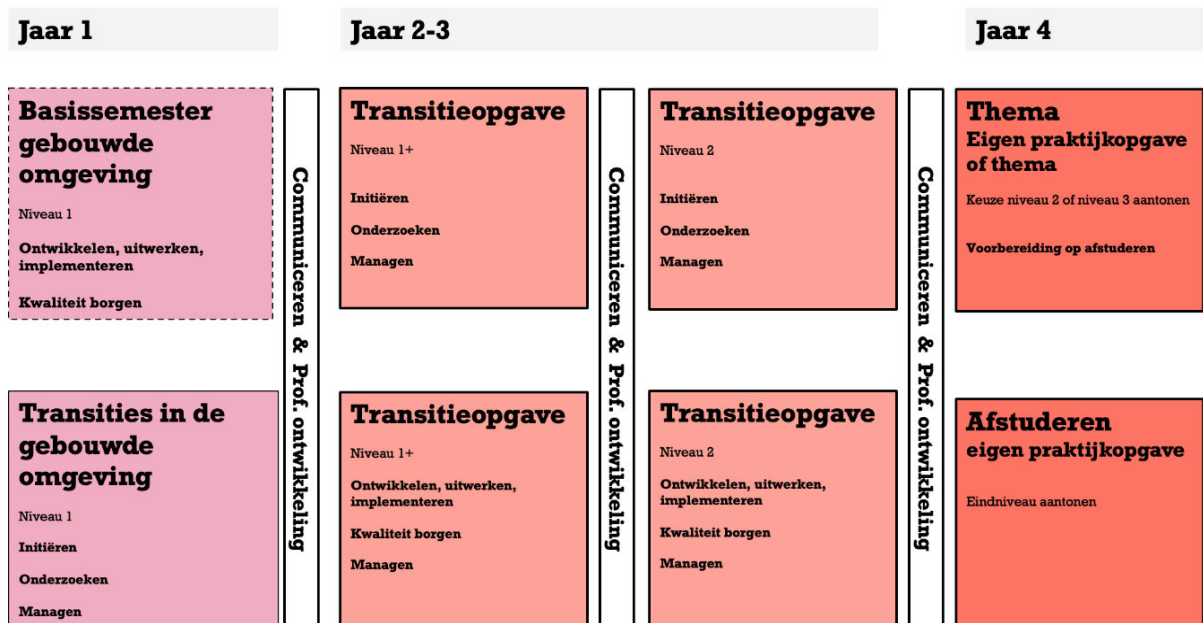 Jaar 1
Jaar 2-3
Jaar 4
Basissemester
gebouwde
omgeving
Niveau 1
Ontwikkelen, uitwerken,
implementeren
Kwaliteit borgen
Transities in de
gebouwde
omgeving
Niveau 1
Initiëren
Onderzoeken
Managen
Communiceren & Prof. ontwikkeling
Transitieopgave
Niveau 1+
Initiëren
Onderzoeken
Managen
Transitieopgave
Niveau 1+
Ontwikkelen, uitwerken,
implementeren
Kwaliteit borgen
Managen
Communiceren & Prof. ontwikkeling
Transitieopgave
Niveau 2
Initiëren
Onderzoeken
Managen
Transitieopgave
Niveau 2
Ontwikkelen, uitwerken,
implementeren
Kwaliteit borgen
Managen
Communiceren & Prof. ontwikkeling
Thema
Eigen praktijkopgave
of thema
Keuze niveau 2 of niveau 3 aantonen
Voorbereiding op afstuderen
Afstuderen
eigen praktijkopgave
Eindniveau aantonen